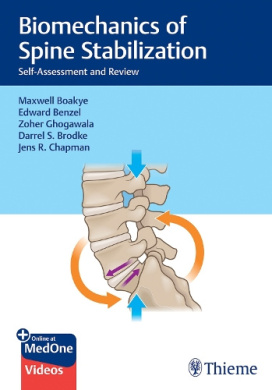 Biomechanics of
Spine Stabilization
Self-Assessment and Review
Maxwell Boakye
Edward Benzel
Zoher Ghogawala
Darrel S. Brodke
Jens R. Chapman
+ Online at
MedOne
Videos
Thieme